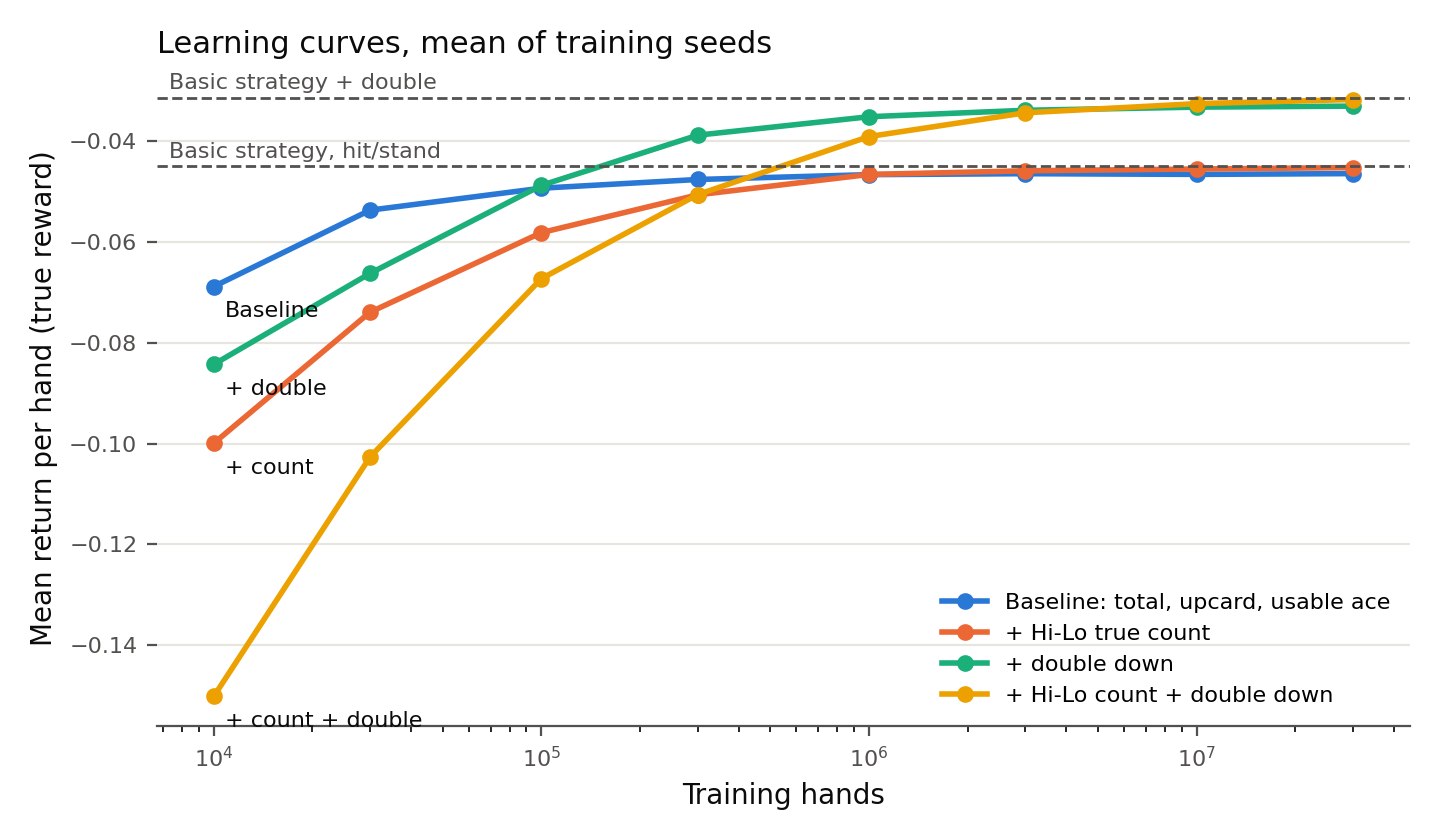 Learning curves, mean of training seeds
Basic strategy + double
Basic strategy, hit/stand
−0.04
−0.06
−0.08
−0.10
−0.12
−0.14
Mean return per hand (true reward)
Baseline
+ double
+ count
+ count + double
Baseline: total, upcard, usable ace
+ Hi-Lo true count
+ double down
+ Hi-Lo count + double down
10⁴
10⁵
10⁶
10⁷
Training hands